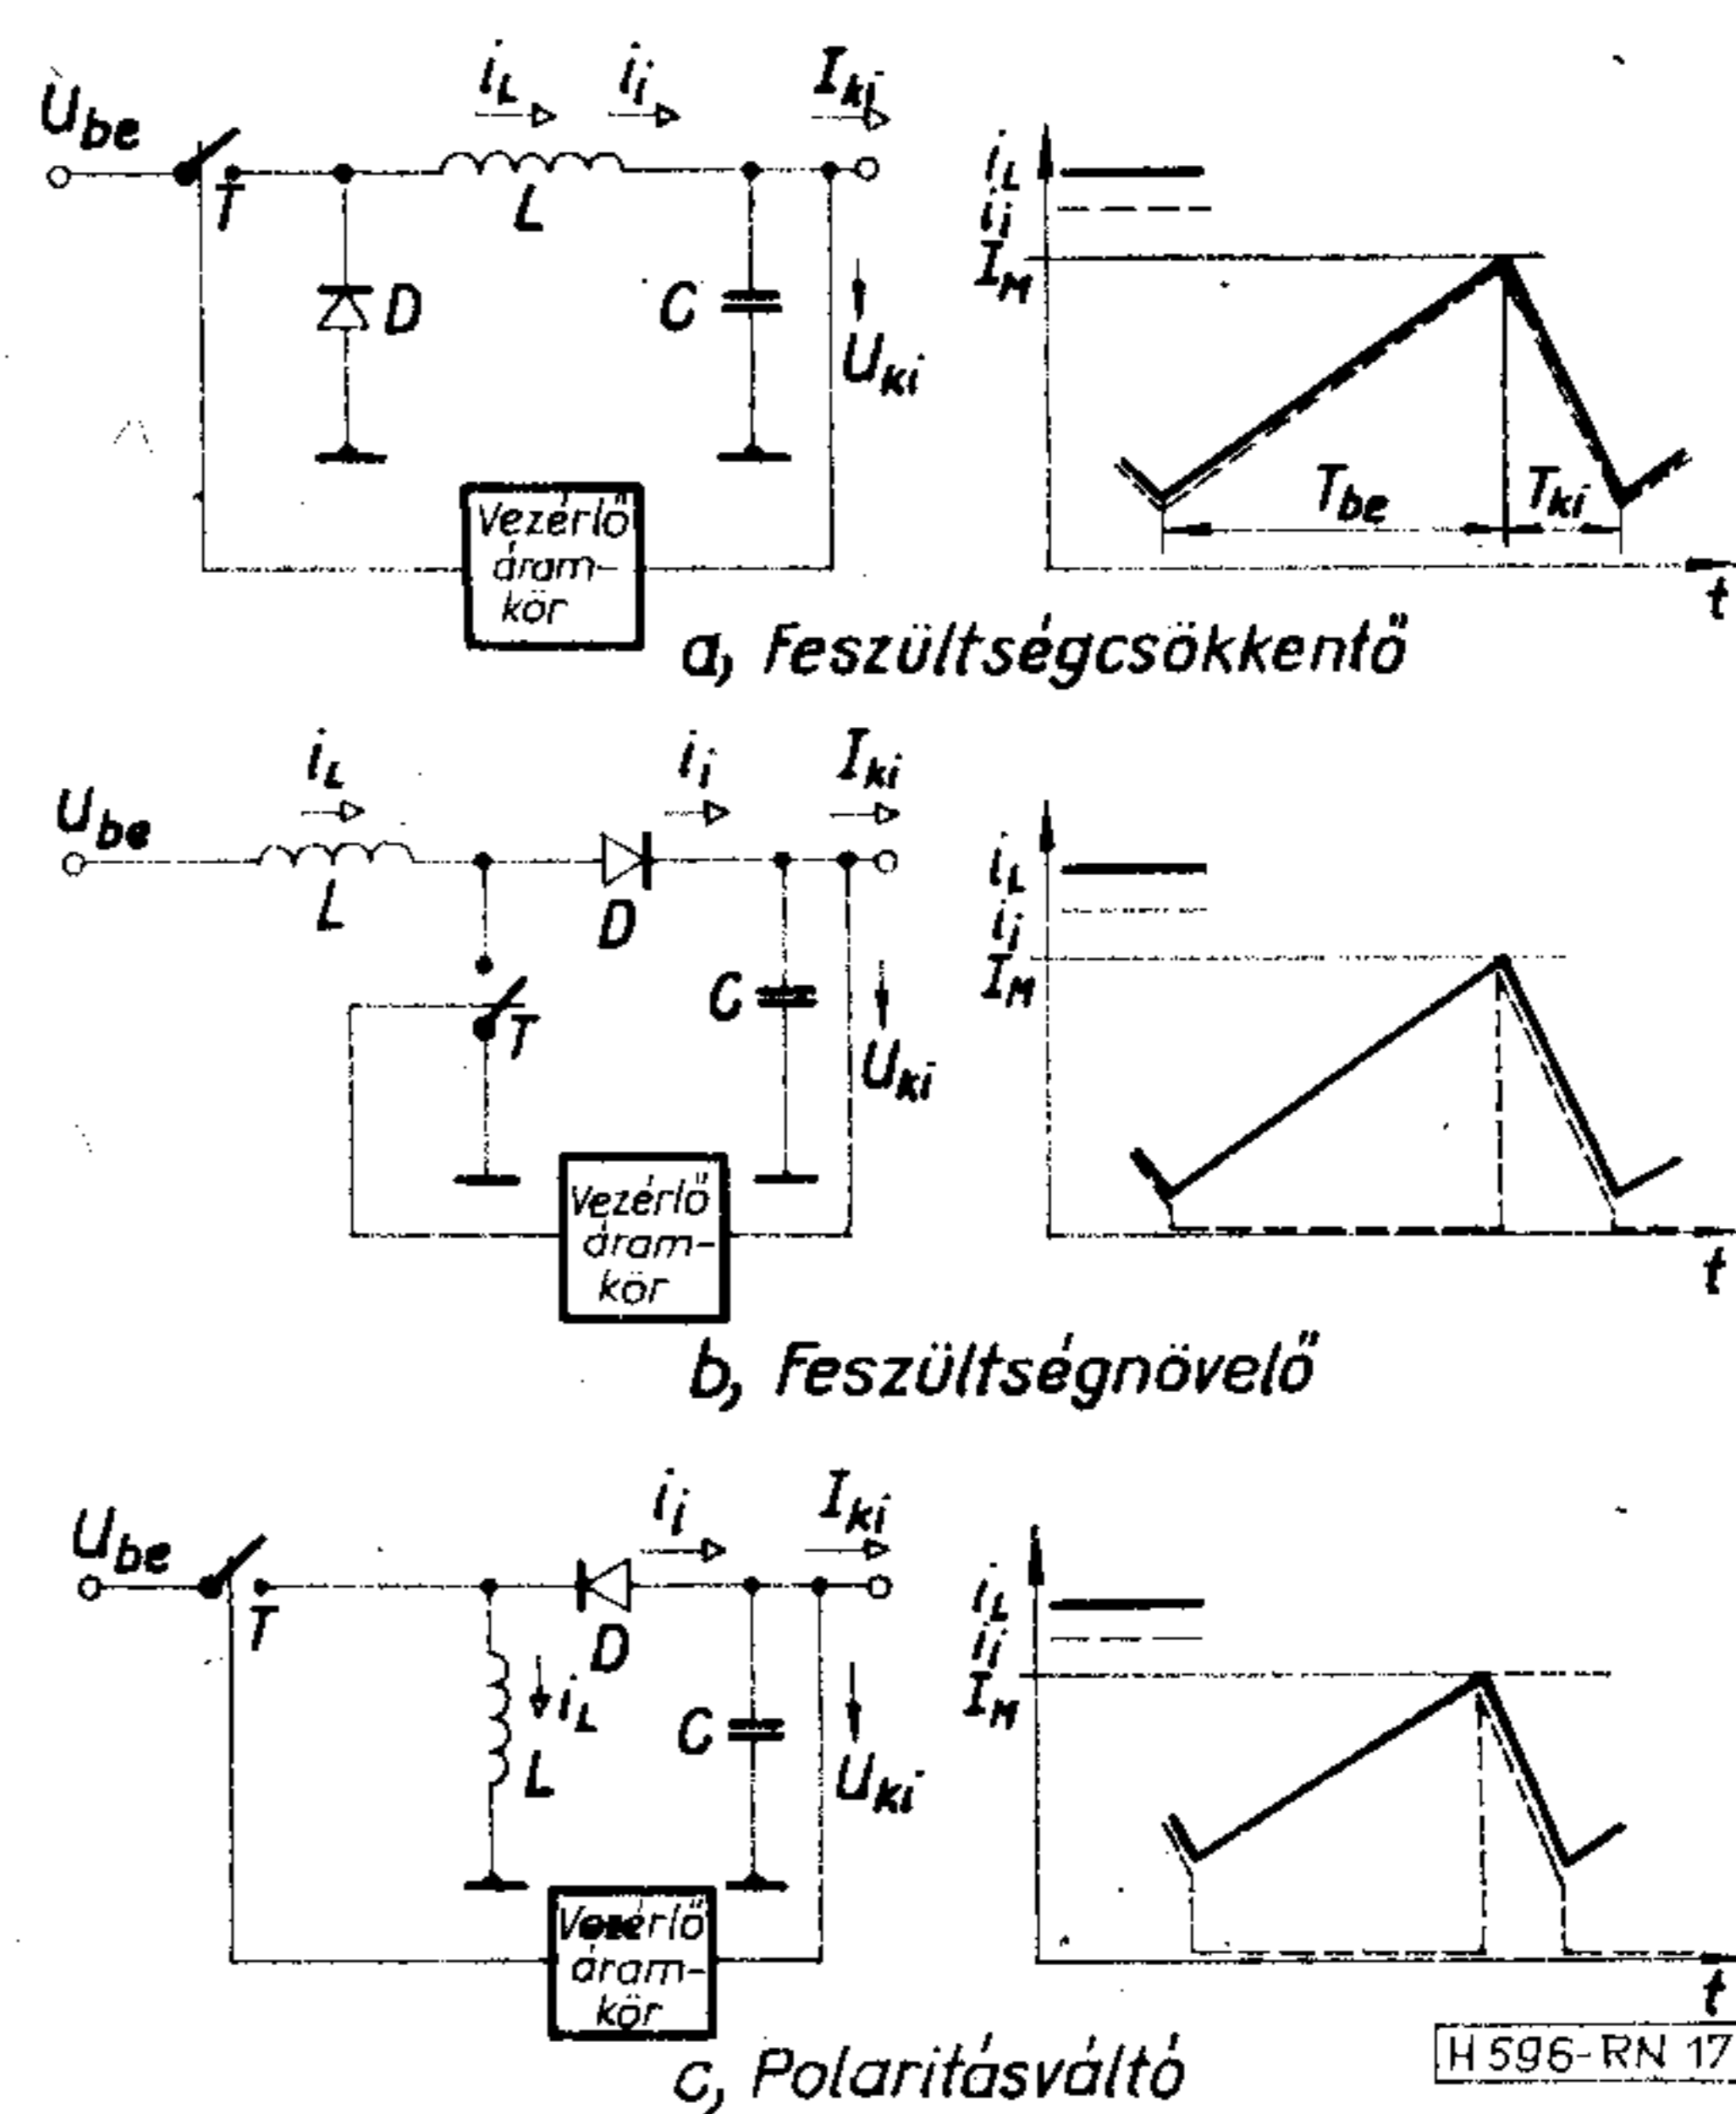 U_be
i_L
i_i
I_ki
T
L
D
C
U_ki
Vezérlő
áram-
kör
i_L
i_i
I_M
T_be
T_ki
t
a, Feszültségcsökkentő
U_be
i_L
i_i
I_ki
L
D
T
C
U_ki
Vezérlő
áram-
kör
i_L
i_i
I_M
t
b, Feszültségnövelő
U_be
i_i
I_ki
T
D
i_L
L
C
U_ki
Vezérlő
áram-
kör
i_L
i_i
I_M
t
c, Polaritásváltó
H 596-RN 17